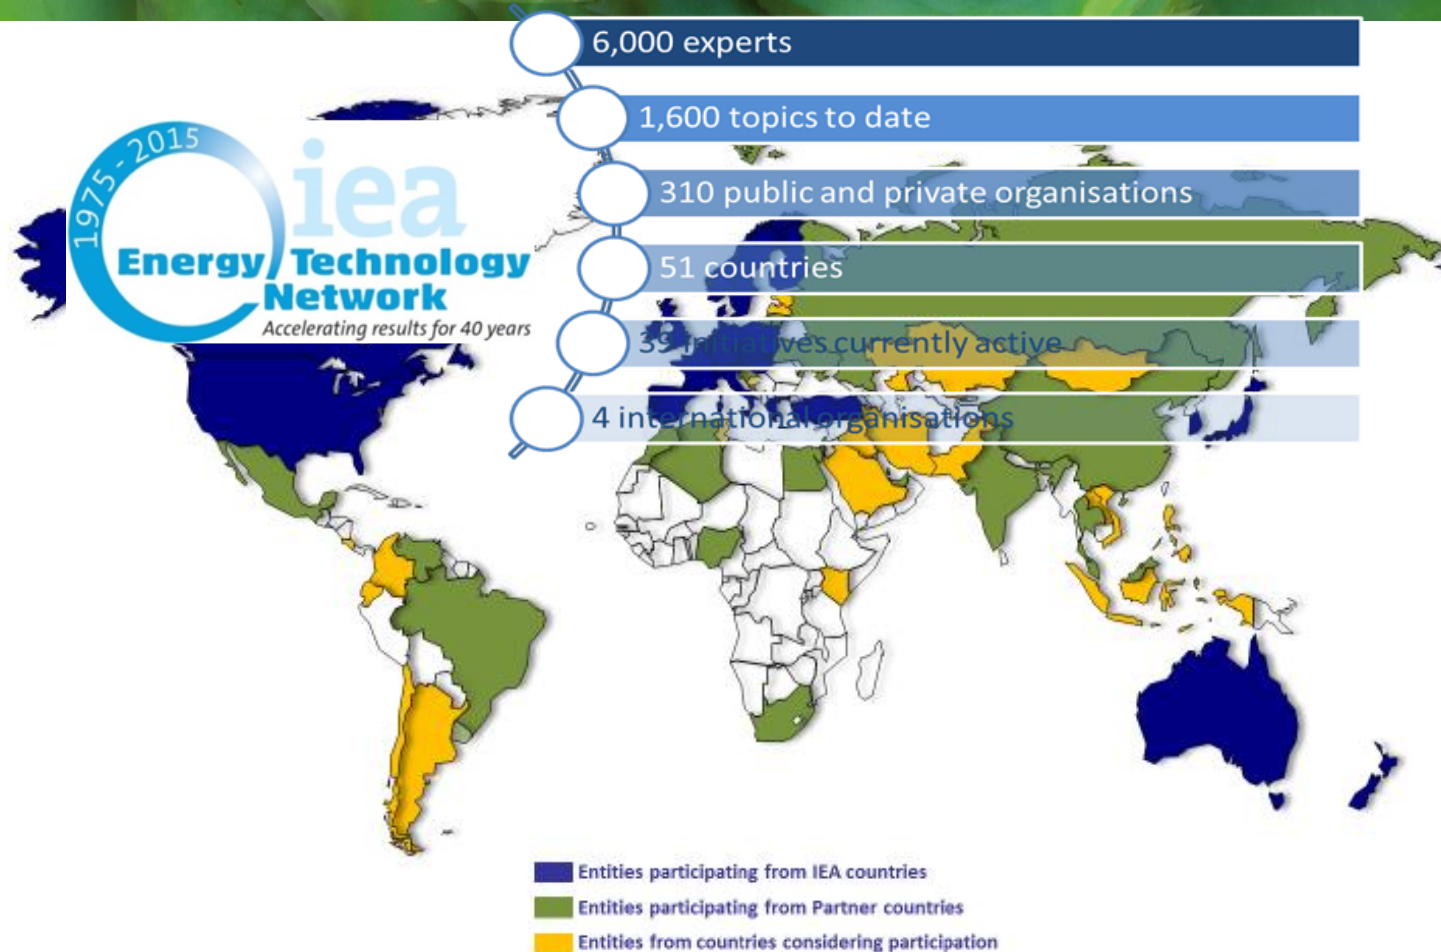 6,000 experts
1,600 topics to date
310 public and private organisations
51 countries
39 initiatives currently active
4 international organisations
1975 - 2015
iea
Energy Technology
Network
Accelerating results for 40 years
Entities participating from IEA countries
Entities participating from Partner countries
Entities from countries considering participation